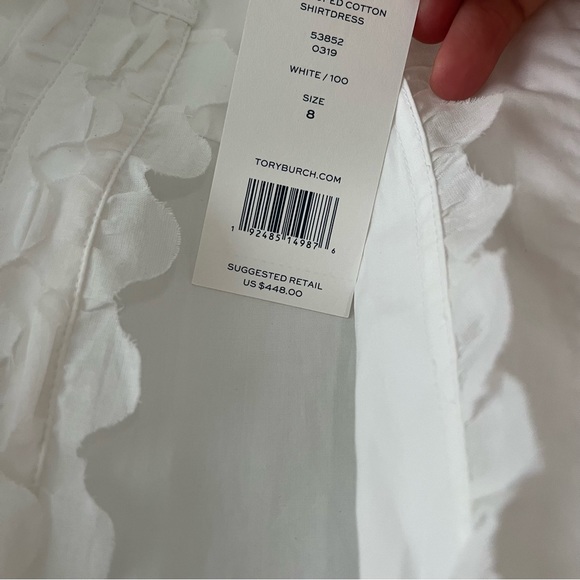 COTTON
SHIRTDRESS
53852
0319
WHITE / 100
SIZE
8
TORYBURCH.COM
1 92485 14987 6
SUGGESTED RETAIL
US $448.00